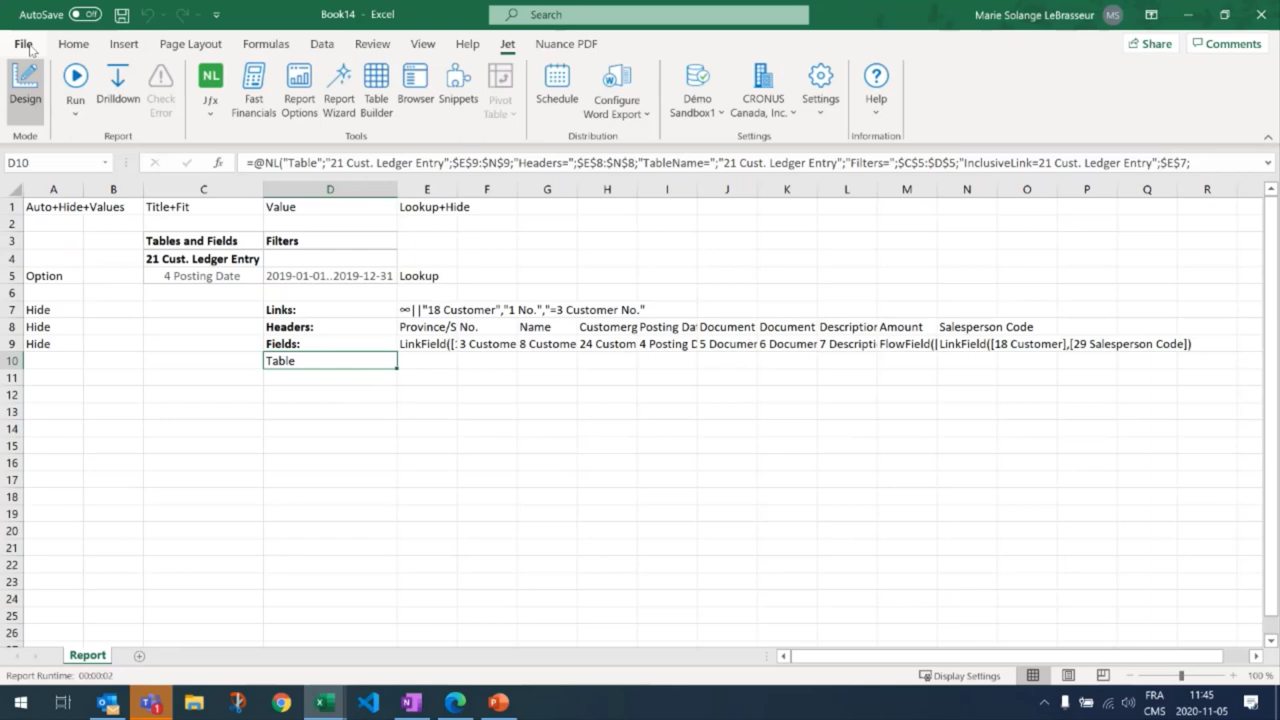 AutoSave Off Book14 - Excel Search Marie Solange LeBrasseur MS
File Home Insert Page Layout Formulas Data Review View Help Jet Nuance PDF Share Comments
Design Run Drilldown Check Error NL Jfx Fast Financials Report Options Report Wizard Table Builder Browser Snippets Pivot Table Schedule Configure Word Export Démo Sandbox1 CRONUS Canada, Inc. Settings Help
Mode Report Tools Distribution Settings Information
D10 fx =@NL("Table";"21 Cust. Ledger Entry";$E$9:$N$9;"Headers=";$E$8:$N$8;"TableName=";"21 Cust. Ledger Entry";"Filters=";$C$5:$D$5;"InclusiveLink=21 Cust. Ledger Entry";$E$7;
A B C D E F G H I J K L M N O P Q R
1 Auto+Hide+Values Title+Fit Value Lookup+Hide
2
3 Tables and Fields Filters
4 21 Cust. Ledger Entry
5 Option 4 Posting Date 2019-01-01..2019-12-31 Lookup
6
7 Hide Links: ∞||"18 Customer","1 No.","=3 Customer No."
8 Hide Headers: Province/S No. Name Customerg Posting Da Document Document Description Amount Salesperson Code
9 Hide Fields: LinkField([ 3 Custome 8 Custome 24 Custom 4 Posting D 5 Documer 6 Documer 7 Descripti FlowField( LinkField([18 Customer],[29 Salesperson Code])
10 Table
11
12
13
14
15
16
17
18
19
20
21
22
23
24
25
26
Report
Report Runtime: 00:00:02 Display Settings 100 %
FRA 11:45
CMS 2020-11-05